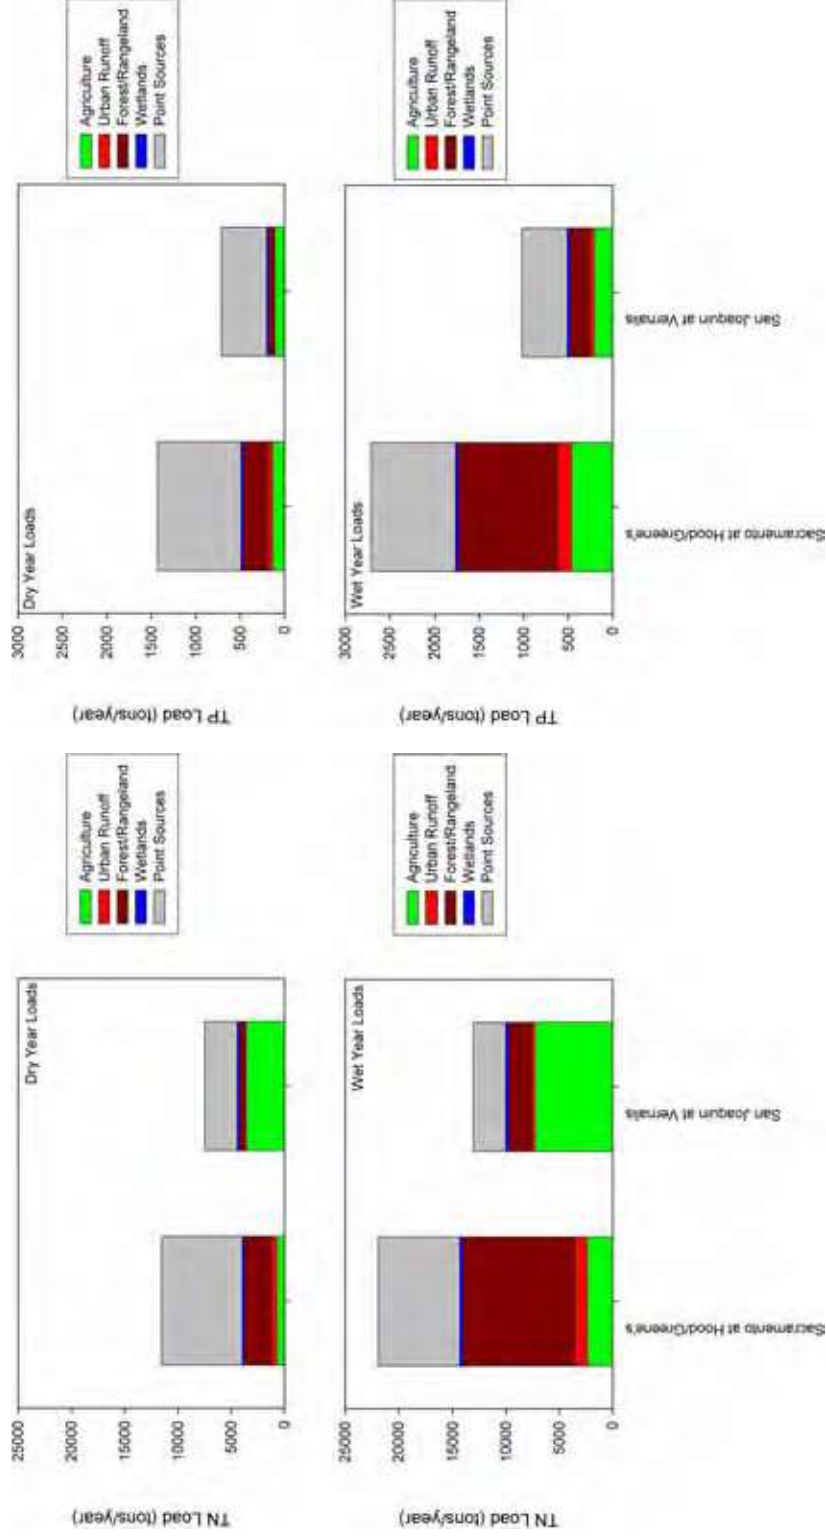 Dry Year Loads
TP Load (tons/year)
3000
2500
2000
1500
1000
500
0
Agriculture
Urban Runoff
Forest/Rangeland
Wetlands
Point Sources
Wet Year Loads
TP Load (tons/year)
3000
2500
2000
1500
1000
500
0
Sacramento at Hood/Greene's
San Joaquin at Vernalis
Agriculture
Urban Runoff
Forest/Rangeland
Wetlands
Point Sources
Dry Year Loads
TN Load (tons/year)
25000
20000
15000
10000
5000
0
Agriculture
Urban Runoff
Forest/Rangeland
Wetlands
Point Sources
Wet Year Loads
TN Load (tons/year)
25000
20000
15000
10000
5000
0
Sacramento at Hood/Greene's
San Joaquin at Vernalis
Agriculture
Urban Runoff
Forest/Rangeland
Wetlands
Point Sources